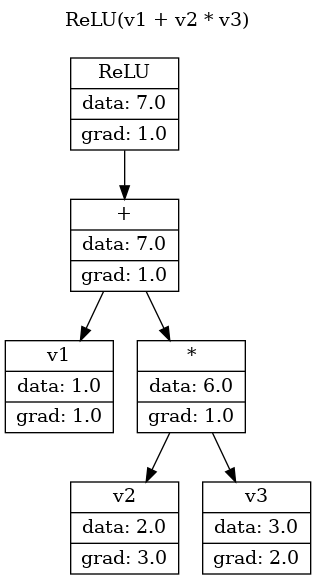 ReLU(v1 + v2 * v3)
ReLU
data: 7.0
grad: 1.0
+
data: 7.0
grad: 1.0
v1
data: 1.0
grad: 1.0
*
data: 6.0
grad: 1.0
v2
data: 2.0
grad: 3.0
v3
data: 3.0
grad: 2.0